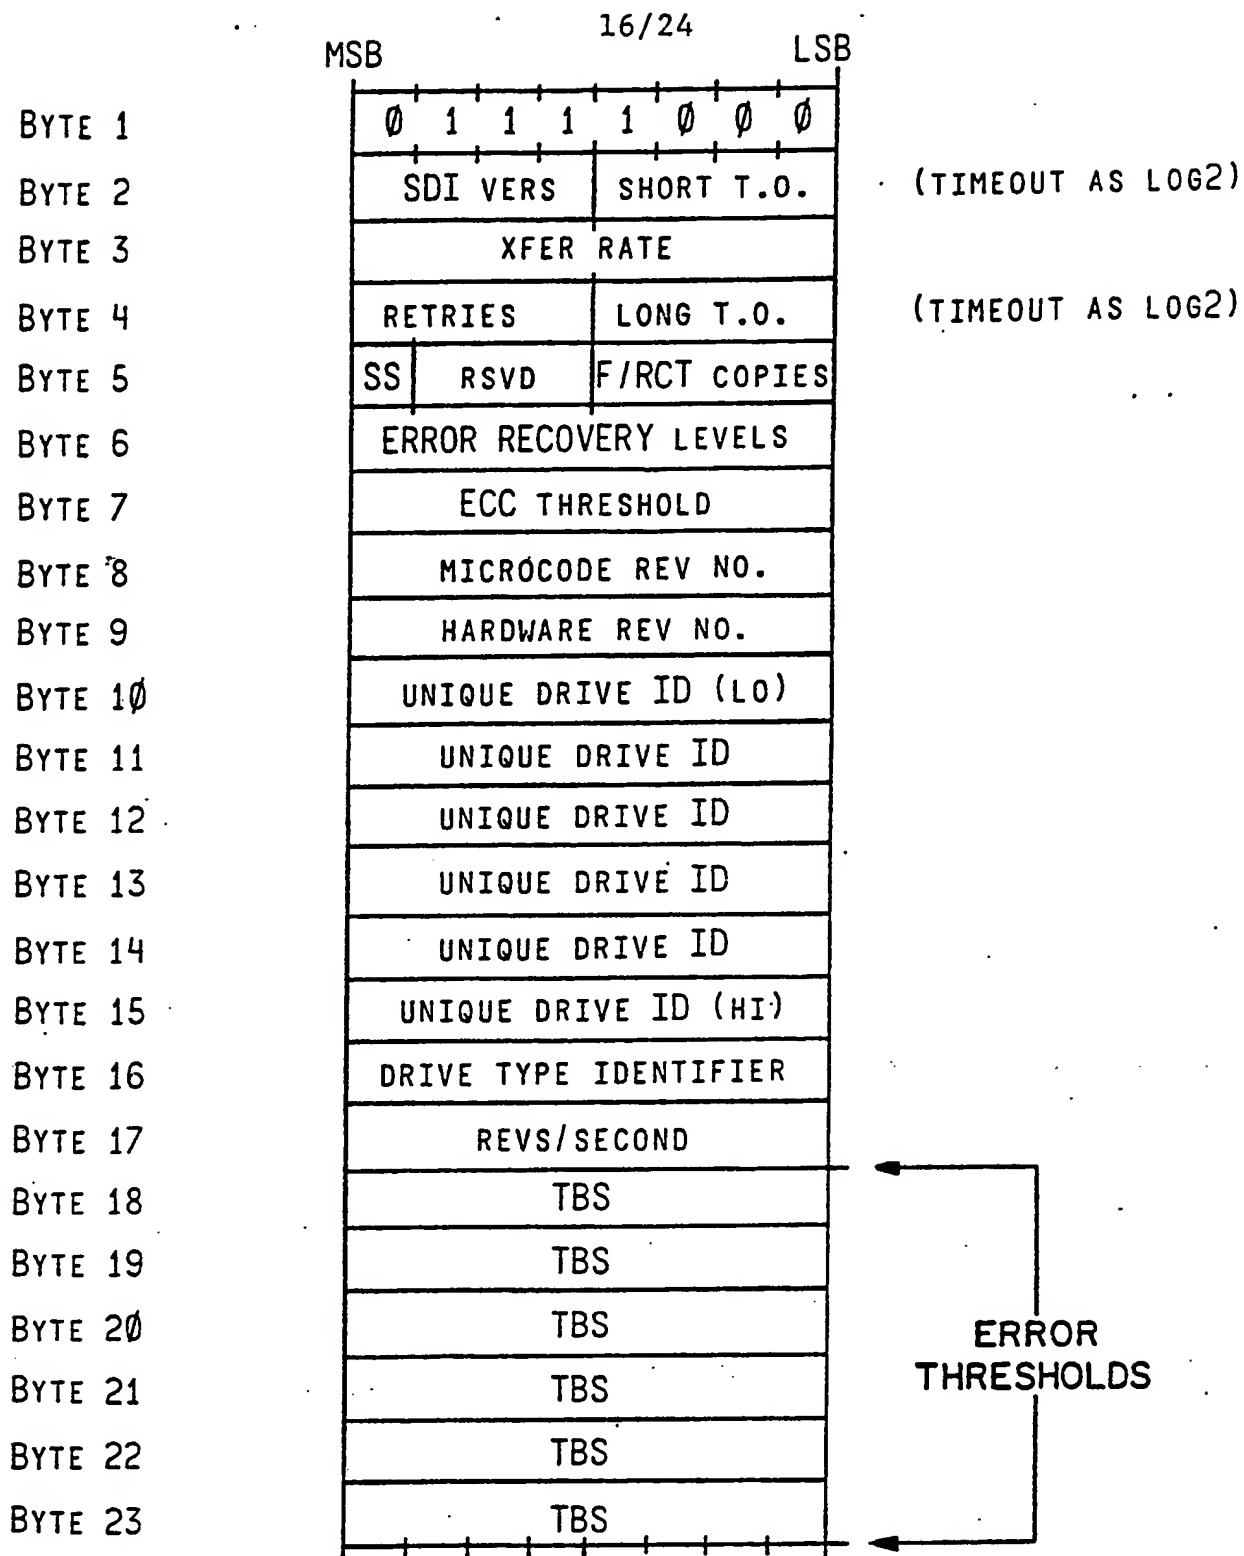 16/24
MSB LSB
BYTE 1 Ø 1 1 1 1 Ø Ø Ø
BYTE 2 SDI VERS SHORT T.O. (TIMEOUT AS LOG2)
BYTE 3 XFER RATE
BYTE 4 RETRIES LONG T.O. (TIMEOUT AS LOG2)
BYTE 5 SS RSVD F/RCT COPIES
BYTE 6 ERROR RECOVERY LEVELS
BYTE 7 ECC THRESHOLD
BYTE 8 MICROCODE REV NO.
BYTE 9 HARDWARE REV NO.
BYTE 1Ø UNIQUE DRIVE ID (LO)
BYTE 11 UNIQUE DRIVE ID
BYTE 12 UNIQUE DRIVE ID
BYTE 13 UNIQUE DRIVE ID
BYTE 14 UNIQUE DRIVE ID
BYTE 15 UNIQUE DRIVE ID (HI)
BYTE 16 DRIVE TYPE IDENTIFIER
BYTE 17 REVS/SECOND
BYTE 18 TBS
BYTE 19 TBS
BYTE 2Ø TBS
BYTE 21 TBS
BYTE 22 TBS
BYTE 23 TBS
ERROR
THRESHOLDS